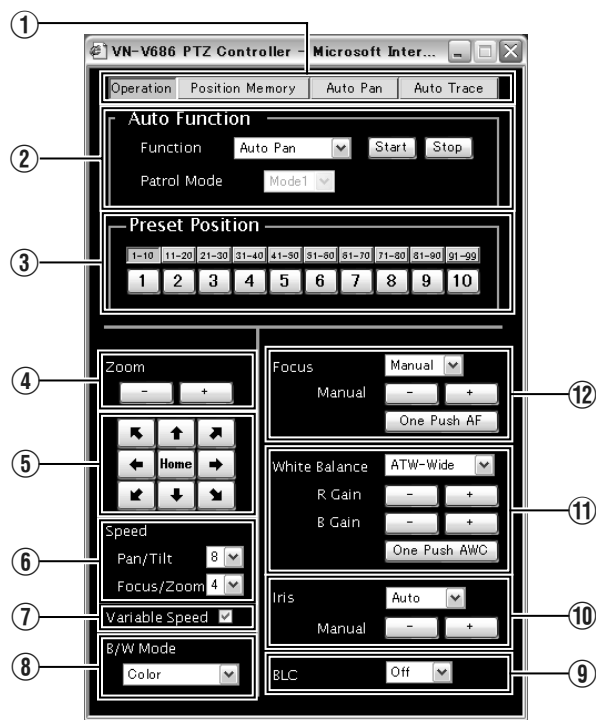 ①
VN-V686 PTZ Controller - Microsoft Inter...
Operation Position Memory Auto Pan Auto Trace
Auto Function
② Function Auto Pan Start Stop
Patrol Mode Mode1
Preset Position
③ 1-10 11-20 21-30 31-40 41-50 51-60 61-70 71-80 81-90 91-99
1 2 3 4 5 6 7 8 9 10
④ Zoom
- +
⑤ Home
⑥ Speed
Pan/Tilt 8
Focus/Zoom 4
⑦ Variable Speed
⑧ B/W Mode
Color
Focus Manual ⑫
Manual - +
One Push AF
White Balance ATW-Wide ⑪
R Gain - +
B Gain - +
One Push AWC
Iris Auto ⑩
Manual - +
BLC Off ⑨